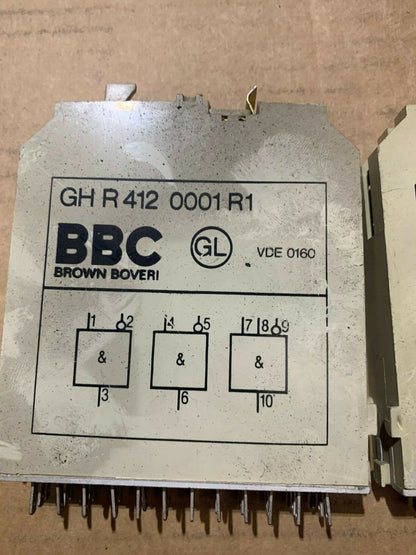 GH R 412 0001 R1
BBC
BROWN BOVERI
GL
VDE 0160
1 2 4 5 7 8 9
& & &
3 6 10